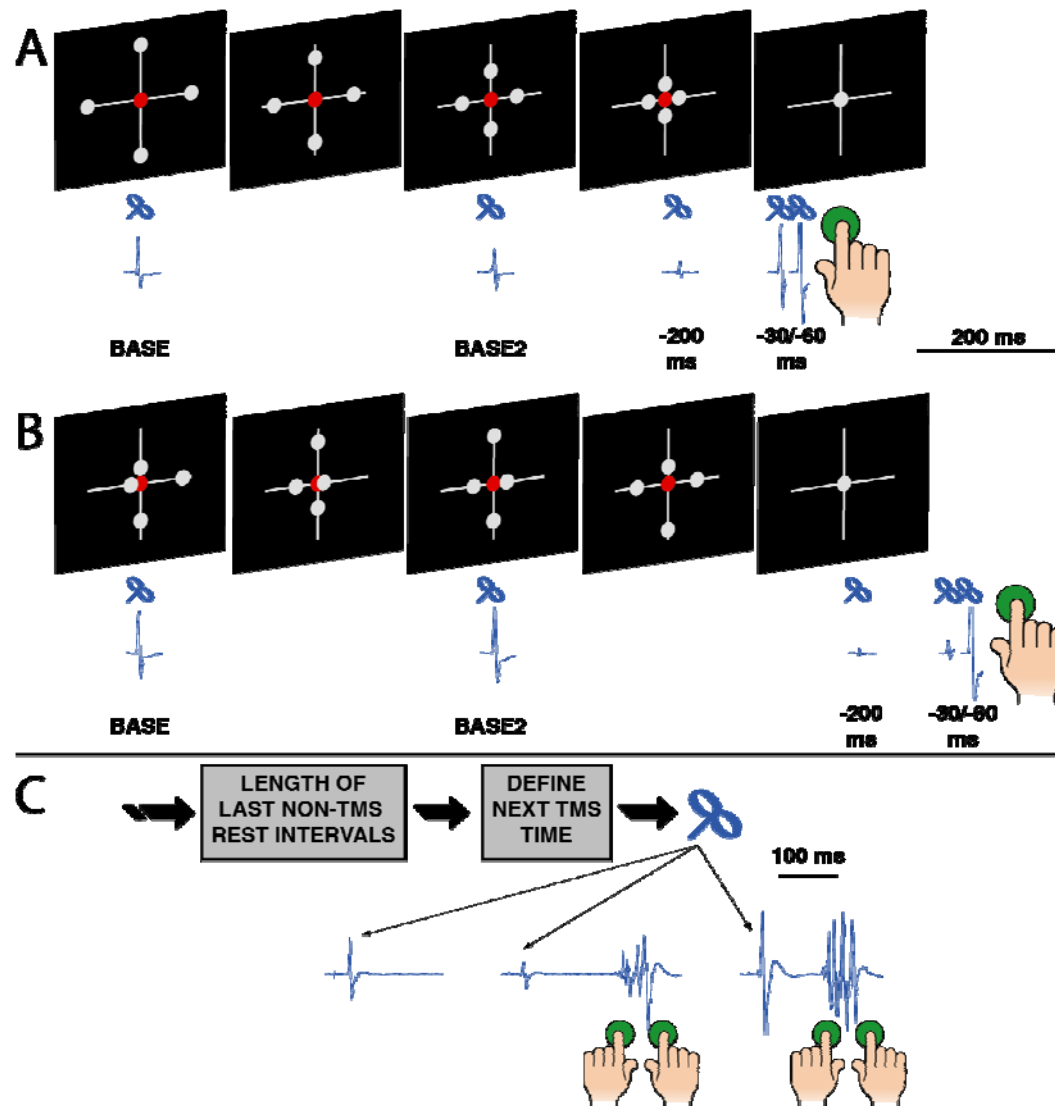 A
BASE
BASE2
-200
ms
-30/-60
ms
200 ms
B
BASE
BASE2
-200
ms
-30/-60
ms
C
LENGTH OF
LAST NON-TMS
REST INTERVALS
DEFINE
NEXT TMS
TIME
100 ms